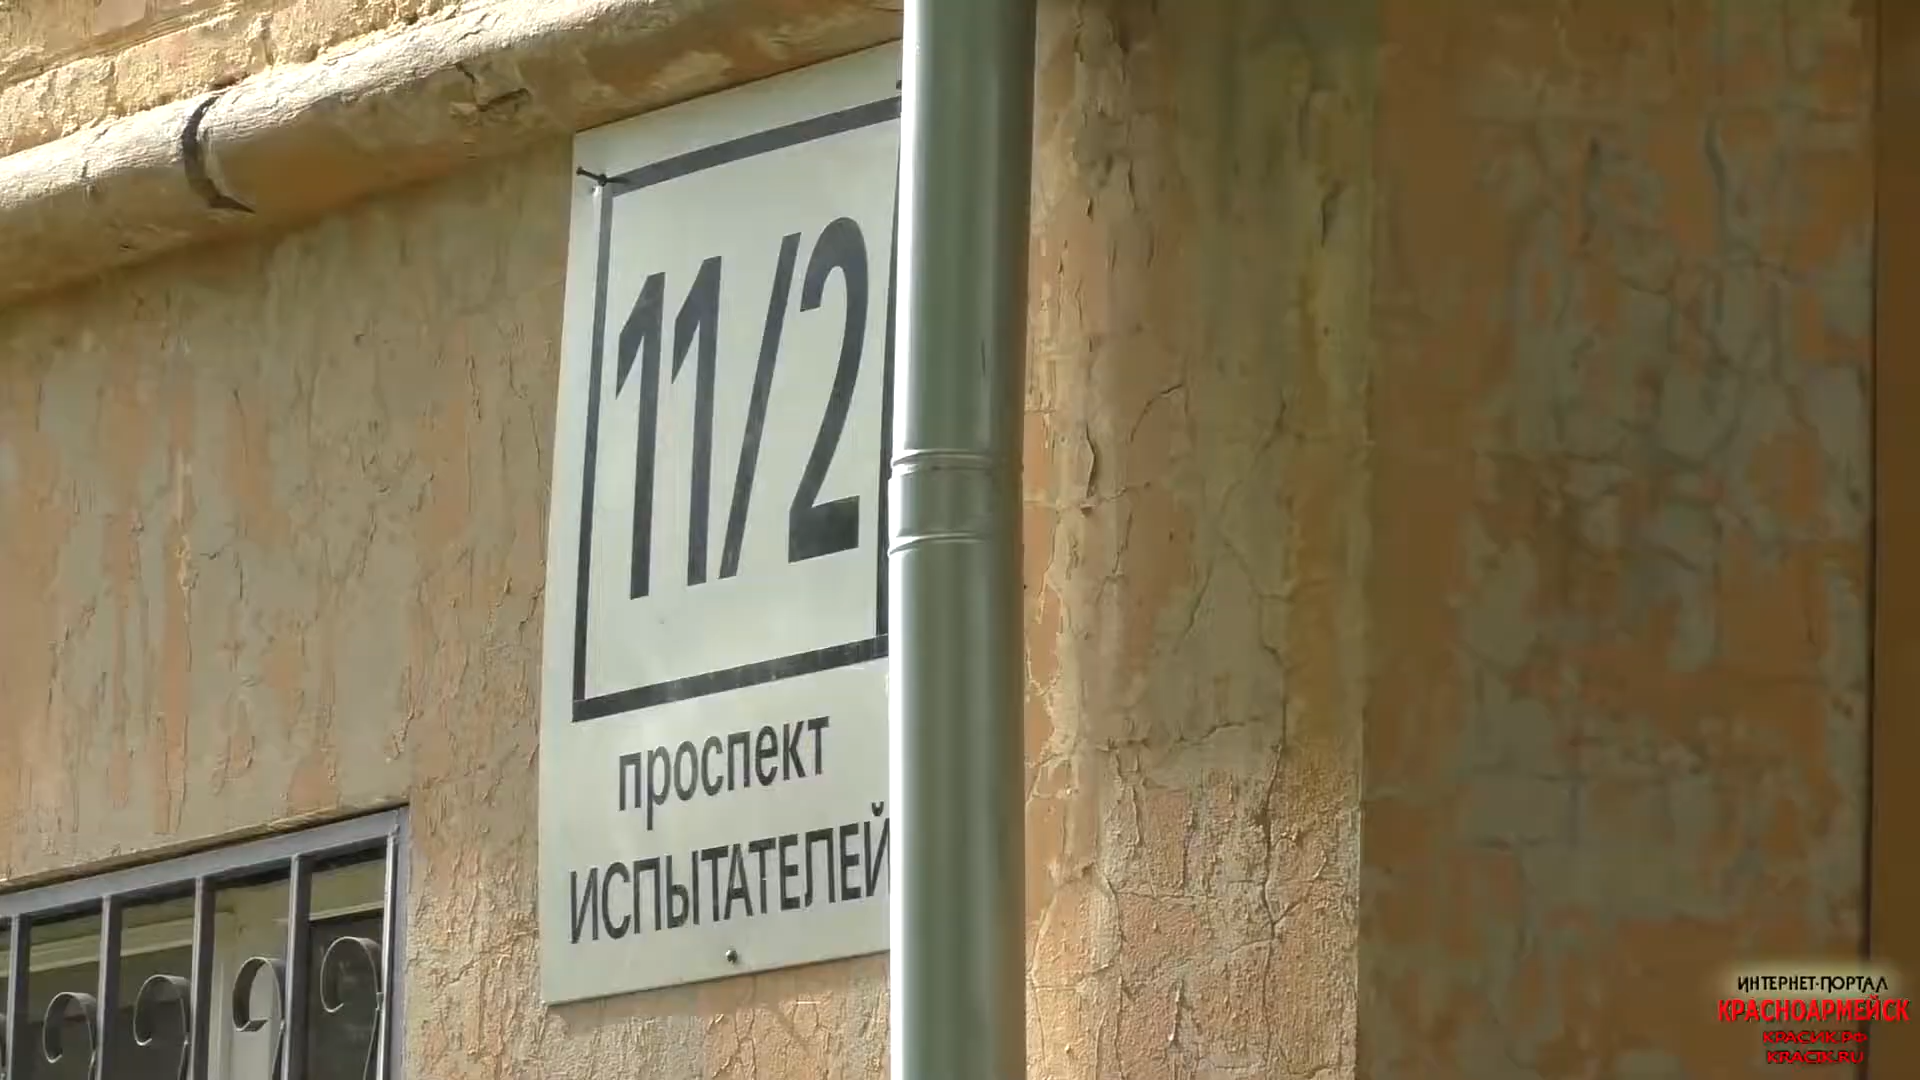 11/2
проспект
ИСПЫТАТЕЛЕЙ
ИНТЕРНЕТ-ПОРТАЛ
КРАСНОАРМЕЙСК
КРАСИК.РФ
KRACIK.RU